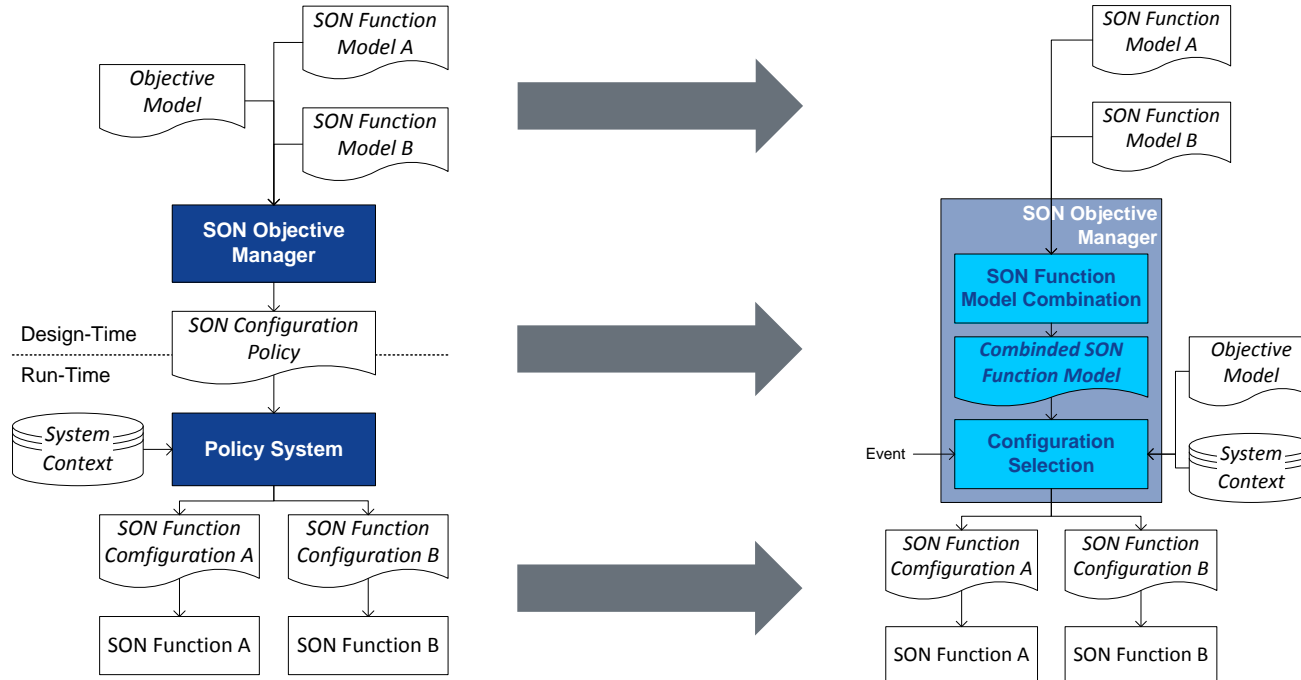 SON Function
Model A
Objective
Model
SON Function
Model B
SON Objective
Manager
Design-Time
SON Configuration
Policy
Run-Time
System
Context
Policy System
SON Function
Comfiguration A
SON Function
Configuration B
SON Function A
SON Function B
SON Function
Model A
SON Function
Model B
SON Objective
Manager
SON Function
Model Combination
Combinded SON
Function Model
Objective
Model
Event
Configuration
Selection
System
Context
SON Function
Comfiguration A
SON Function
Configuration B
SON Function A
SON Function B